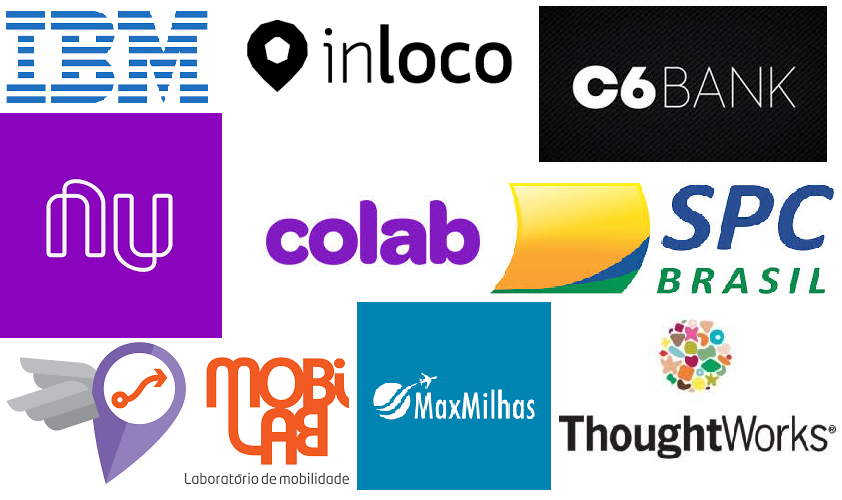 IBM
inloco
C6BANK
nu
colab
SPC
BRASIL
MOBi
LAB
Laboratório de mobilidade
MaxMilhas
ThoughtWorks®